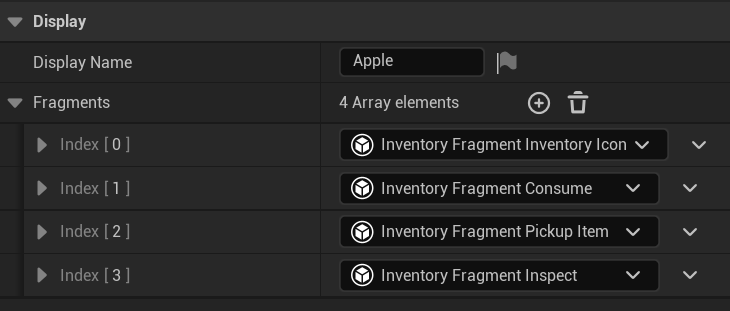 Display
Display Name Apple
Fragments 4 Array elements
Index [ 0 ] Inventory Fragment Inventory Icon
Index [ 1 ] Inventory Fragment Consume
Index [ 2 ] Inventory Fragment Pickup Item
Index [ 3 ] Inventory Fragment Inspect